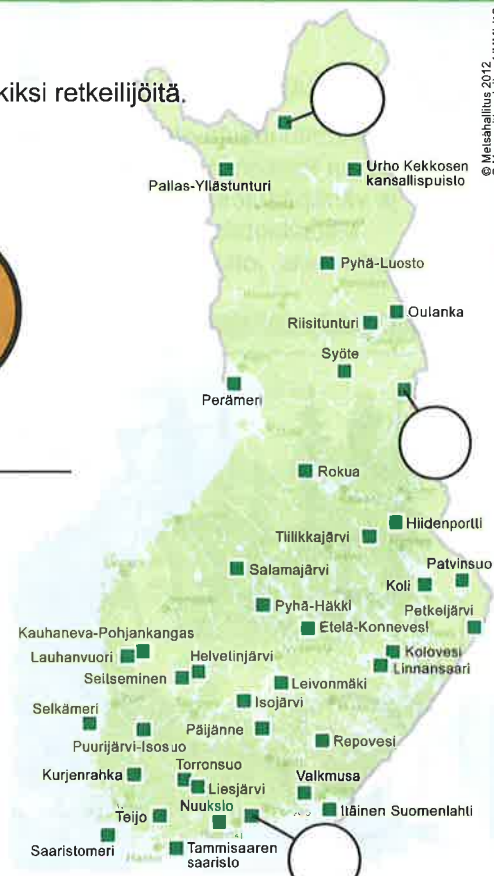 kiksi retkeilijöitä.
© Metsähallitus 2012
Pallas-Yllästunturi
Urho Kekkosen
kansallispuisto
Pyhä-Luosto
Oulanka
Riisitunturi
Syöte
Perämeri
Rokua
Hiidenportti
Tiilikkajärvi
Salamajärvi
Patvinsuo
Koli
Pyhä-Häkki
Petkeljärvi
Etelä-Konnevesi
Kauhaneva-Pohjankangas
Lauhanvuori
Helvetinjärvi
Kolovesi
Linnansaari
Seitseminen
Leivonmäki
Isojärvi
Selkämeri
Päijänne
Puurijärvi-Isosuo
Repovesi
Torronsuo
Kurjenrahka
Liesjärvi
Valkmusa
Nuuksio
Teijo
Itäinen Suomenlahti
Saaristomeri
Tammisaaren
saaristo